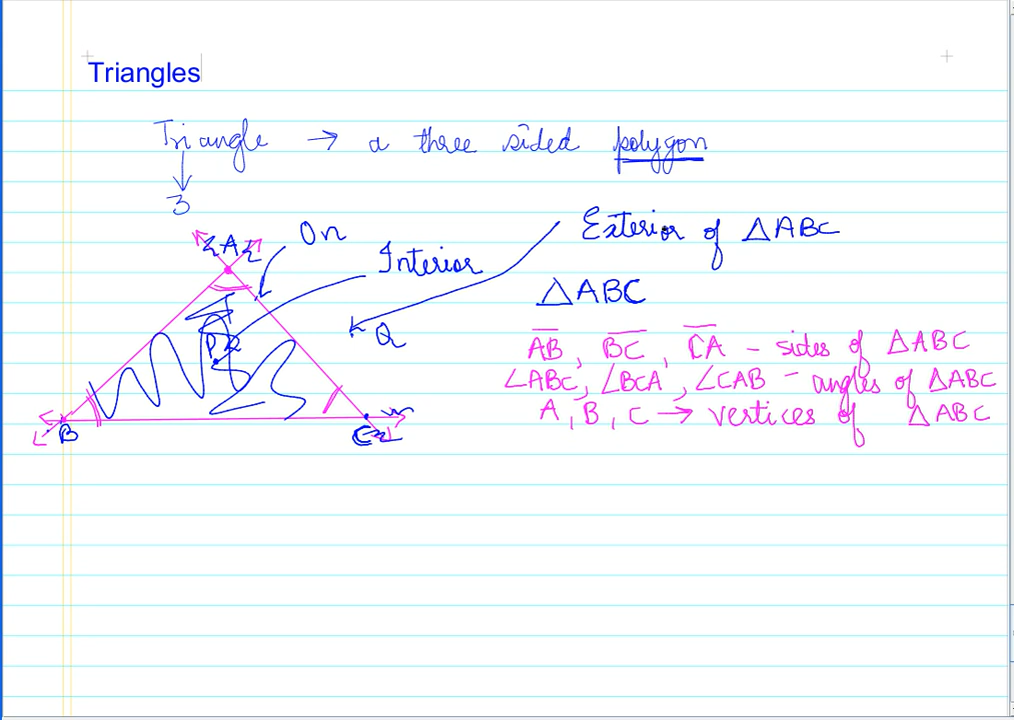 Triangles
Triangle → a three sided polygon
3
On
Exterior of △ABC
A
Interior
△ABC
P
Q
AB, BC, CA - sides of △ABC
∠ABC, ∠BCA, ∠CAB - angles of △ABC
A, B, C → vertices of △ABC
B
C